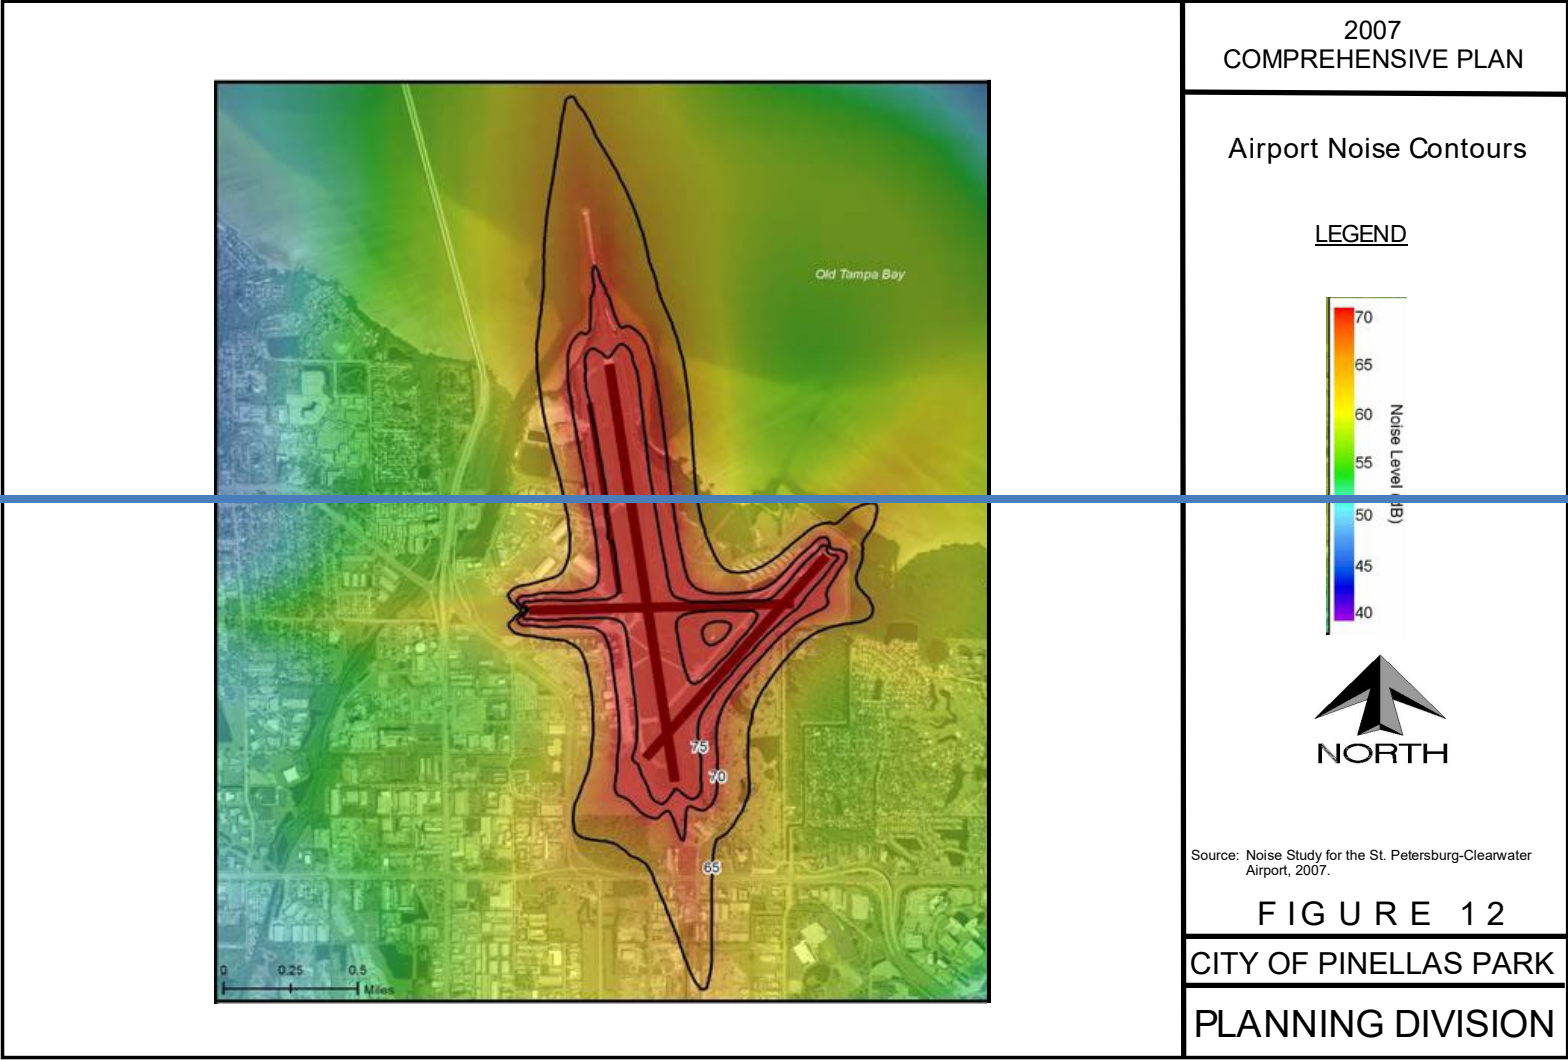 2007
COMPREHENSIVE PLAN
Airport Noise Contours
LEGEND
70
65
60
55
50
45
40
Noise Level (dB)
NORTH
Source: Noise Study for the St. Petersburg-Clearwater
Airport, 2007.
FIGURE 12
CITY OF PINELLAS PARK
PLANNING DIVISION
Old Tampa Bay
75
70
65
0 0.25 0.5
Miles